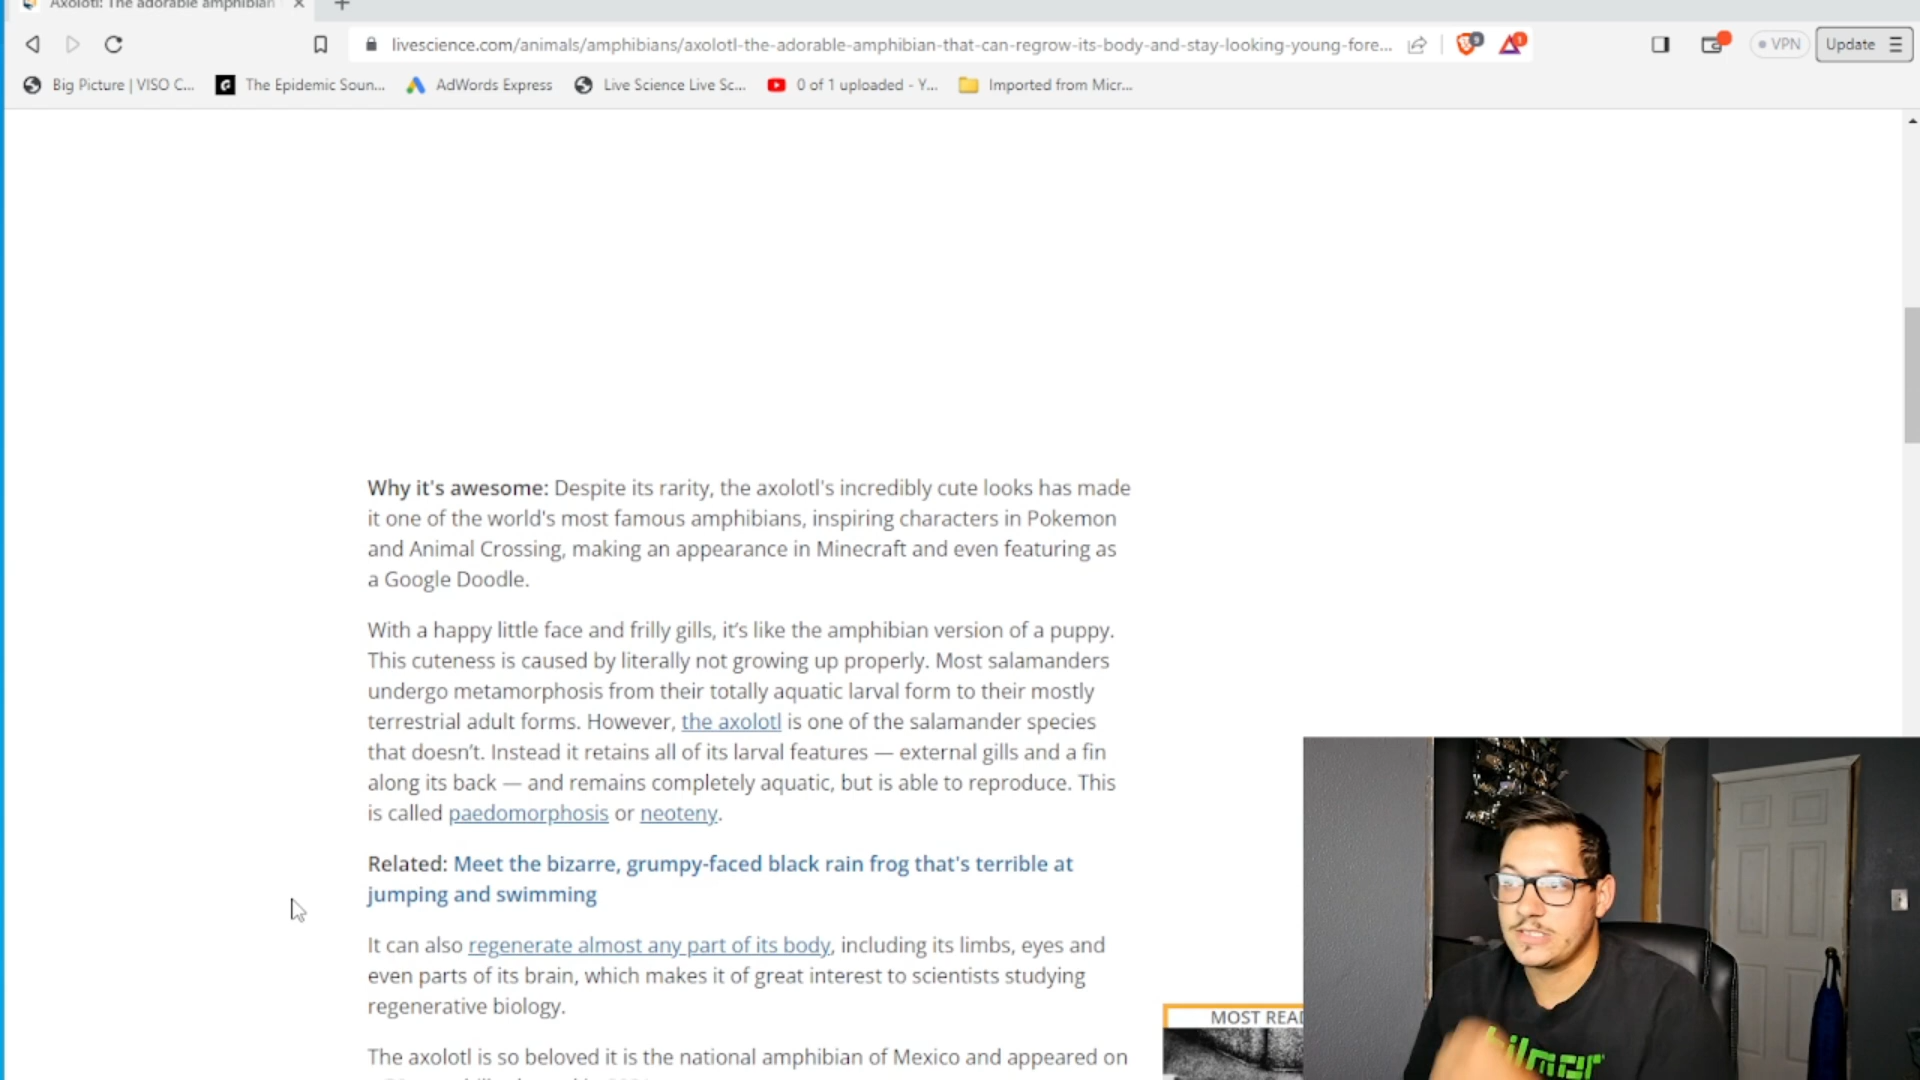 Axolotl: The adorable amphibian
livescience.com/animals/amphibians/axolotl-the-adorable-amphibian-that-can-regrow-its-body-and-stay-looking-young-fore...
VPN
Update
Big Picture | VISO C...
The Epidemic Soun...
AdWords Express
Live Science Live Sc...
0 of 1 uploaded - Y...
Imported from Micr...
Why it's awesome: Despite its rarity, the axolotl's incredibly cute looks has made
it one of the world's most famous amphibians, inspiring characters in Pokemon
and Animal Crossing, making an appearance in Minecraft and even featuring as
a Google Doodle.
With a happy little face and frilly gills, it’s like the amphibian version of a puppy.
This cuteness is caused by literally not growing up properly. Most salamanders
undergo metamorphosis from their totally aquatic larval form to their mostly
terrestrial adult forms. However, the axolotl is one of the salamander species
that doesn’t. Instead it retains all of its larval features — external gills and a fin
along its back — and remains completely aquatic, but is able to reproduce. This
is called paedomorphosis or neoteny.
Related: Meet the bizarre, grumpy-faced black rain frog that's terrible at
jumping and swimming
It can also regenerate almost any part of its body, including its limbs, eyes and
even parts of its brain, which makes it of great interest to scientists studying
regenerative biology.
MOST READ
The axolotl is so beloved it is the national amphibian of Mexico and appeared on